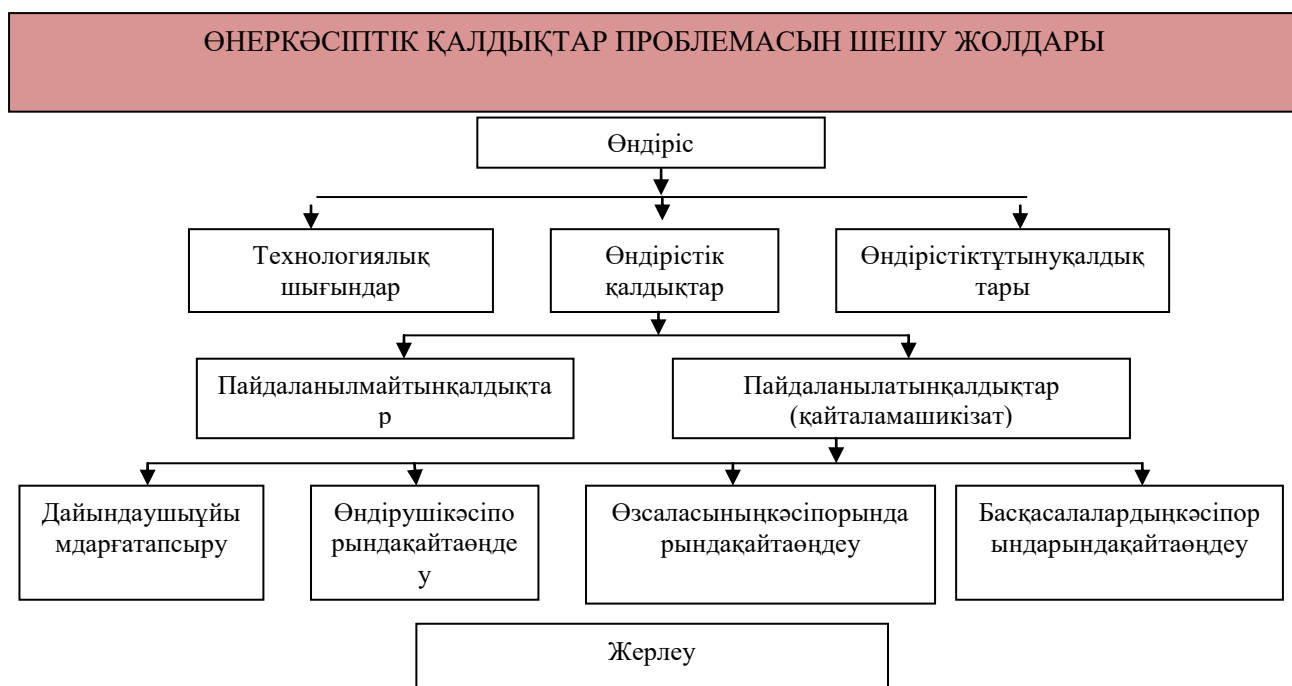 ӨНЕРКӘСІПТІК ҚАЛДЫҚТАР ПРОБЛЕМАСЫН ШЕШУ ЖОЛДАРЫ
Өндіріс
Технологиялық
шығындар
Өндірістік
қалдықтар
Өндірістіктұтынуқалдық
тары
Пайдаланылмайтынқалдықта
р
Пайдаланылатынқалдықтар
(қайталамашикізат)
Дайындаушыұйы
мдарғатапсыру
Өндірушікәсіпо
рындақайтаөңде
у
Өзсаласыныңкәсіпорында
рындақайтаөңдеу
Басқасалалардыңкәсіпор
ындарындақайтаөңдеу
Жерлеу